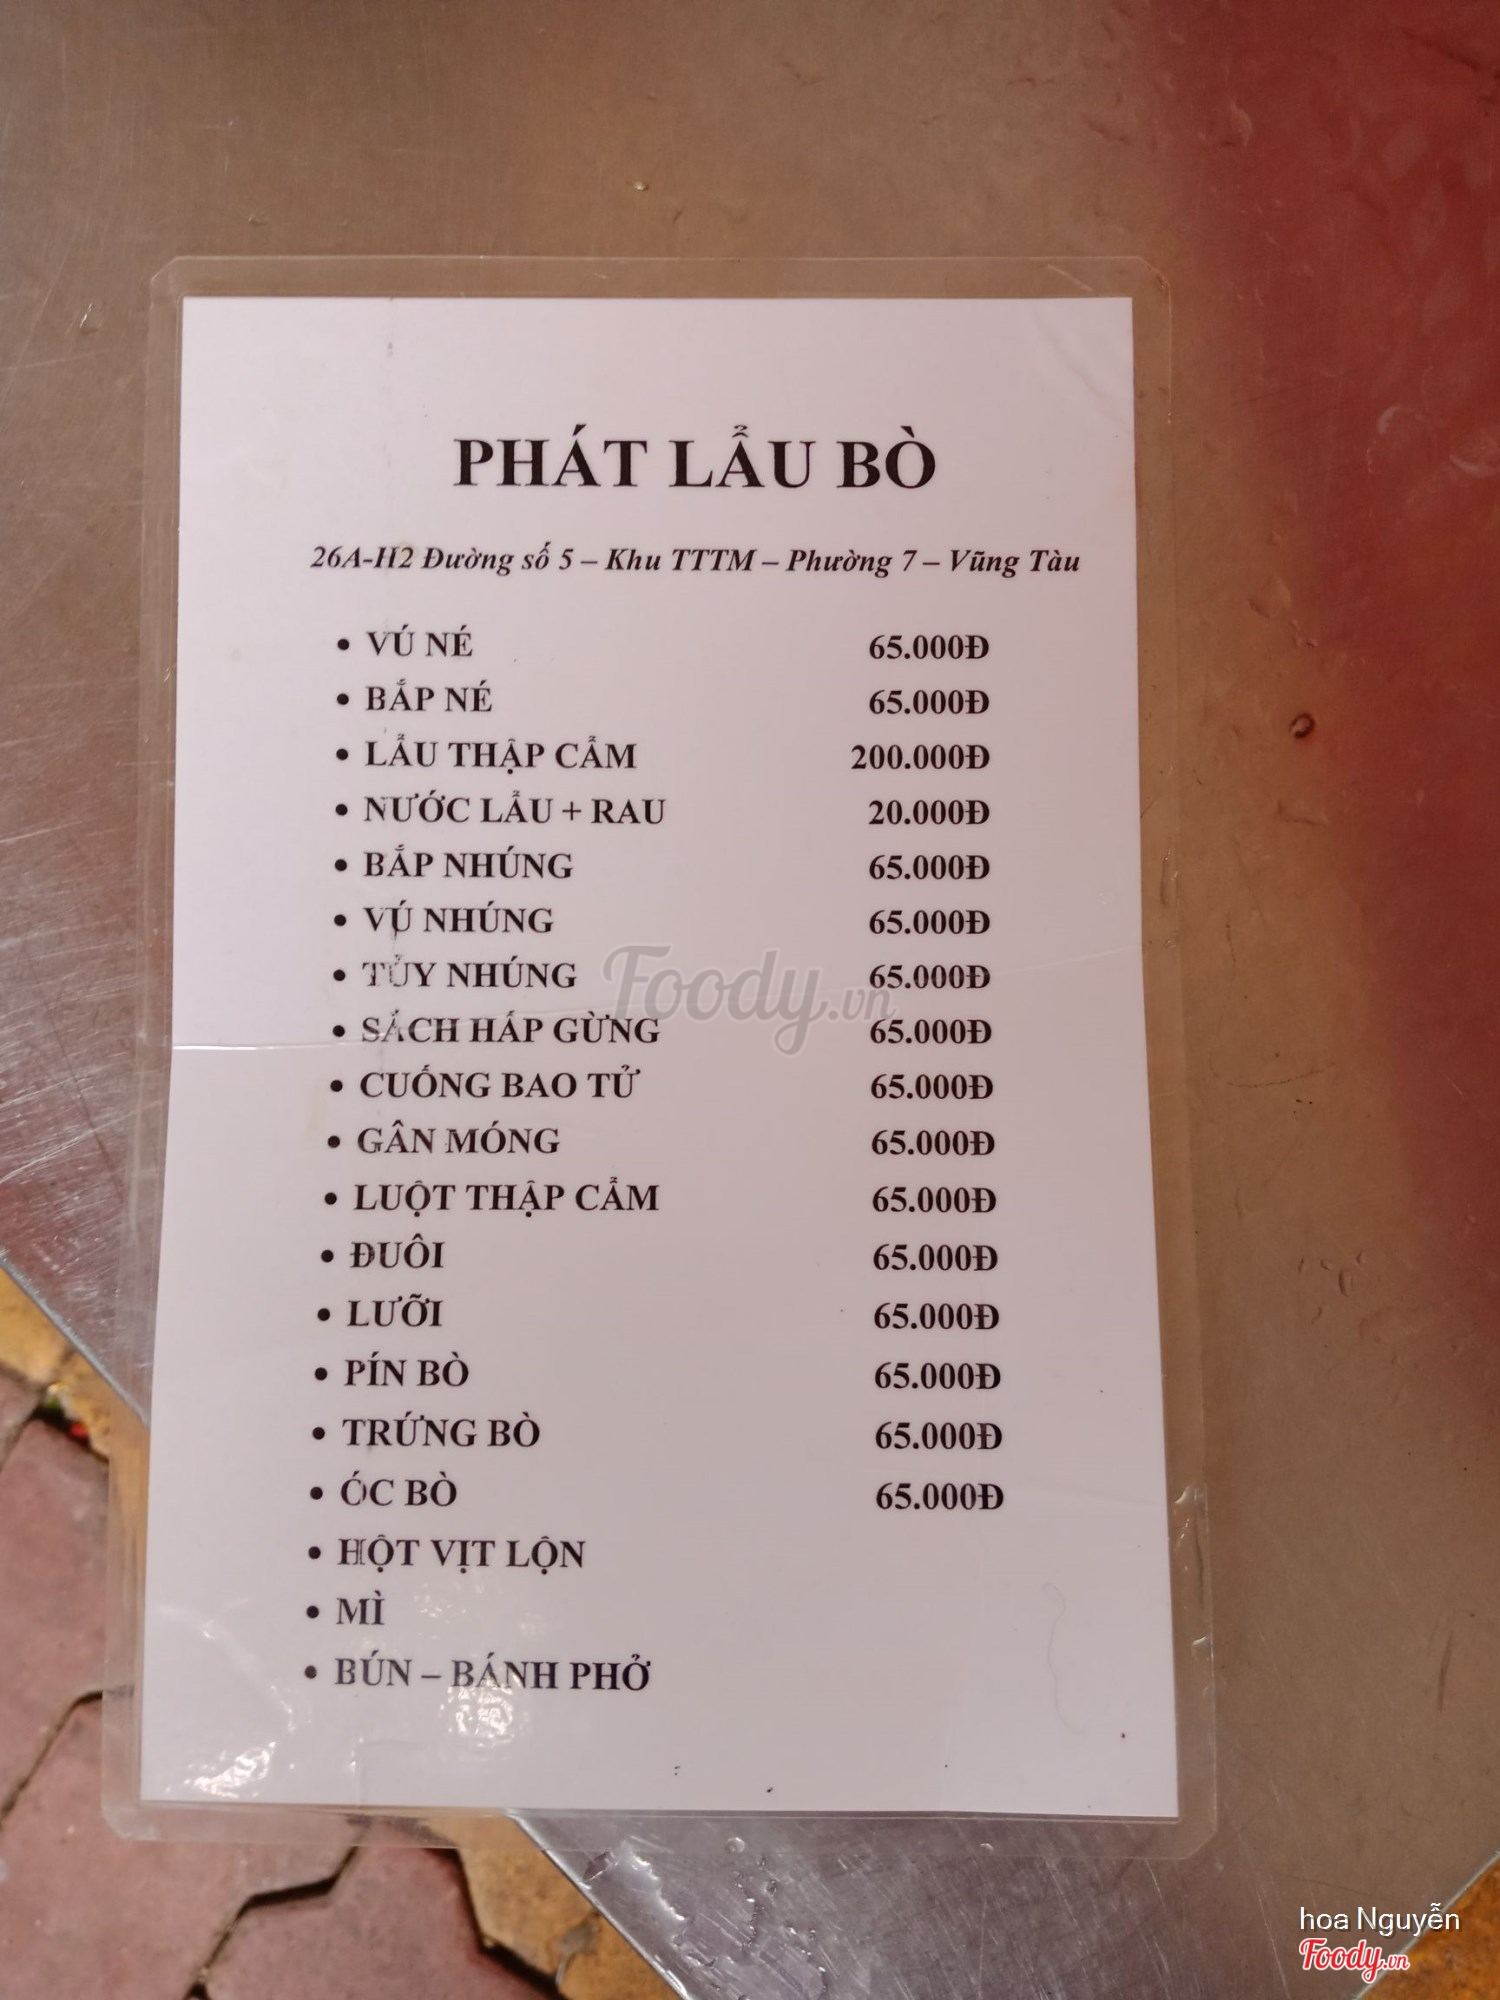 PHÁT LẨU BÒ
26A-H2 Đường số 5 – Khu TTTM – Phường 7 – Vũng Tàu
• VÚ NÉ 65.000Đ
• BẮP NÉ 65.000Đ
• LẨU THẬP CẨM 200.000Đ
• NƯỚC LẨU + RAU 20.000Đ
• BẮP NHÚNG 65.000Đ
• VÚ NHÚNG 65.000Đ
• TỦY NHÚNG 65.000Đ
• SÁCH HẤP GỪNG 65.000Đ
• CUỐNG BAO TỬ 65.000Đ
• GÂN MÓNG 65.000Đ
• LUỘT THẬP CẨM 65.000Đ
• ĐUÔI 65.000Đ
• LƯỠI 65.000Đ
• PÍN BÒ 65.000Đ
• TRỨNG BÒ 65.000Đ
• ÓC BÒ 65.000Đ
• HỘT VỊT LỘN
• MÌ
• BÚN – BÁNH PHỞ
Foody.vn
hoa Nguyễn
Foody.vn